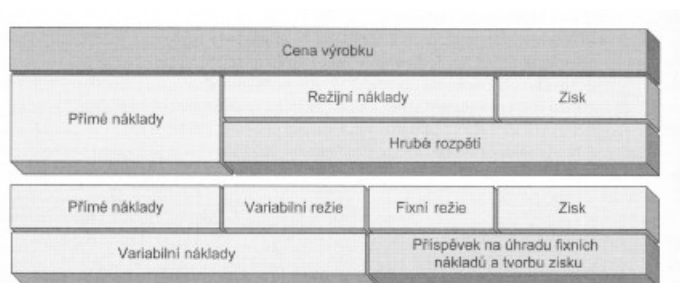 Cena výrobku
Přímé náklady
Režijní náklady
Zisk
Hrubé rozpětí
Přímé náklady
Variabilní režie
Fixní režie
Zisk
Variabilní náklady
Příspěvek na úhradu fixních
nákladů a tvorbu zisku